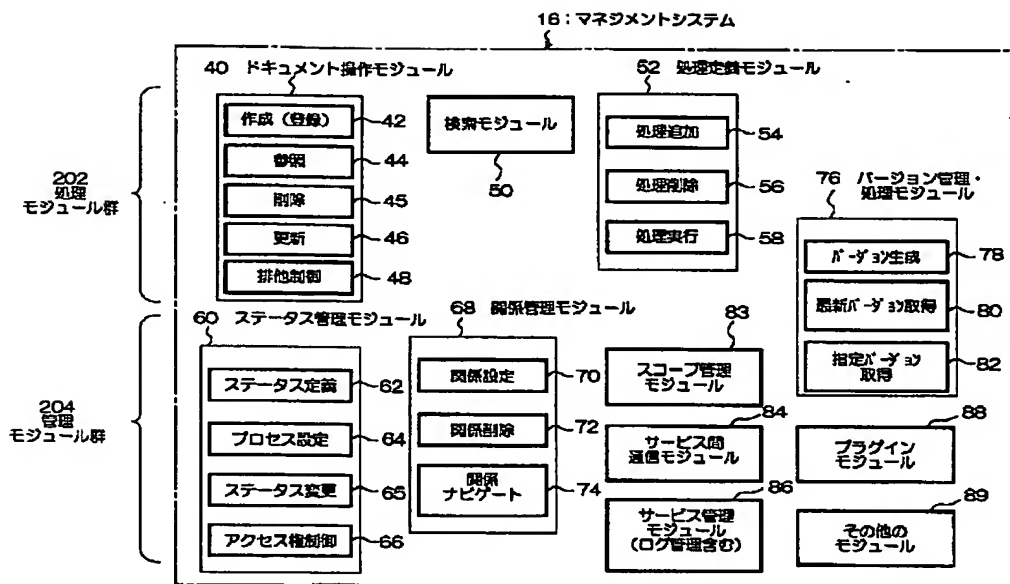 16：マネジメントシステム
40 ドキュメント操作モジュール
作成（登録） 42
参照 44
削除 45
更新 46
排他制御 48
検索モジュール
50
52 処理定義モジュール
処理追加 54
処理削除 56
処理実行 58
76 バージョン管理・
処理モジュール
バージョン生成 78
最新バージョン取得 80
指定バージョン
取得 82
202
処理
モジュール群
60 ステータス管理モジュール
ステータス定義 62
プロセス設定 64
ステータス変更 65
アクセス権制御 66
68 関係管理モジュール
関係設定 70
関係削除 72
関係
ナビゲート 74
83
スコープ管理
モジュール
84
サービス間
通信モジュール
86
サービス管理
モジュール
（ログ管理含む）
88
プラグイン
モジュール
89
その他の
モジュール
204
管理
モジュール群